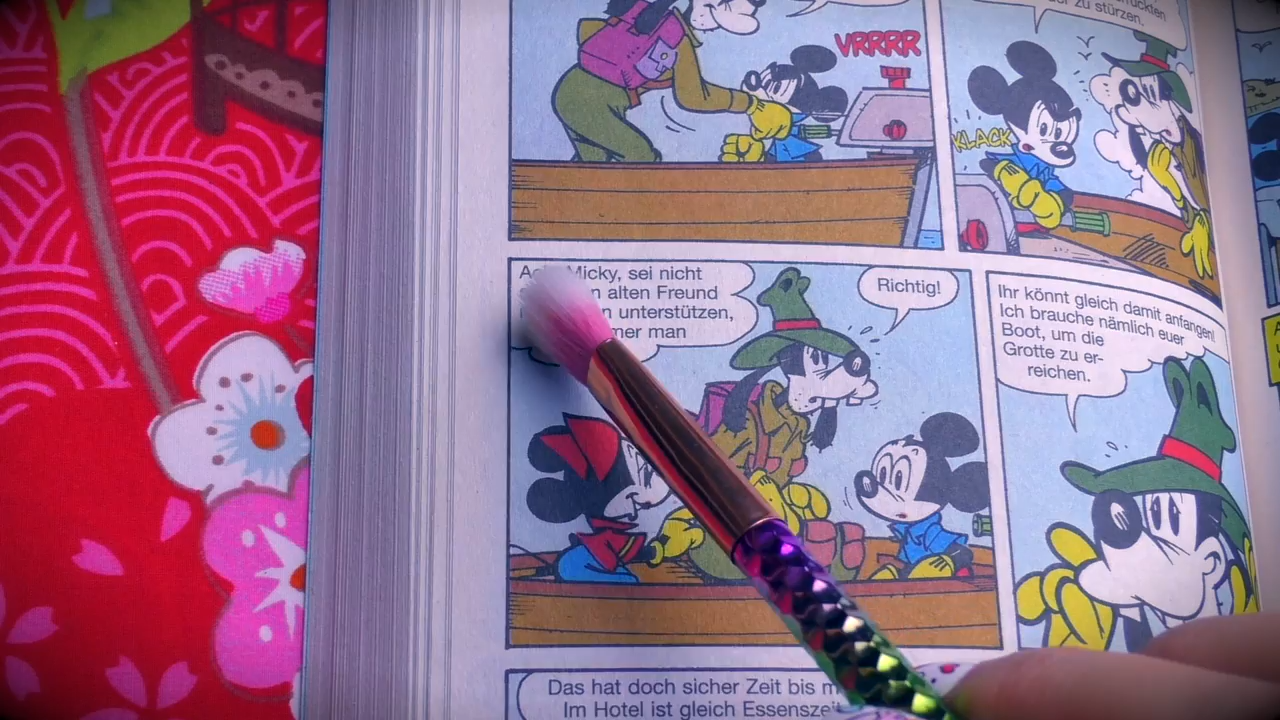 VRRRR
zu stürzen.
KLACK
Micky, sei nicht
alten Freund
unterstützen,
man
Richtig!
Ihr könnt gleich damit anfangen!
Ich brauche nämlich euer
Boot, um die
Grotte zu er-
reichen.
Das hat doch sicher Zeit bis
Im Hotel ist gleich Essenszeit